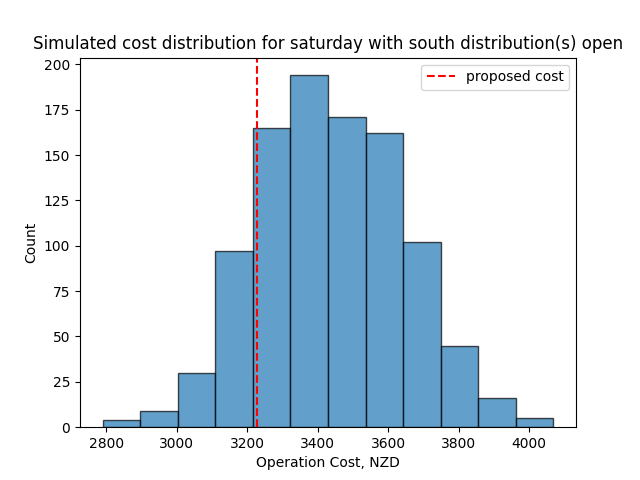 Simulated cost distribution for saturday with south distribution(s) open
proposed cost
200
175
150
125
100
75
50
25
0
Count
2800 3000 3200 3400 3600 3800 4000
Operation Cost, NZD